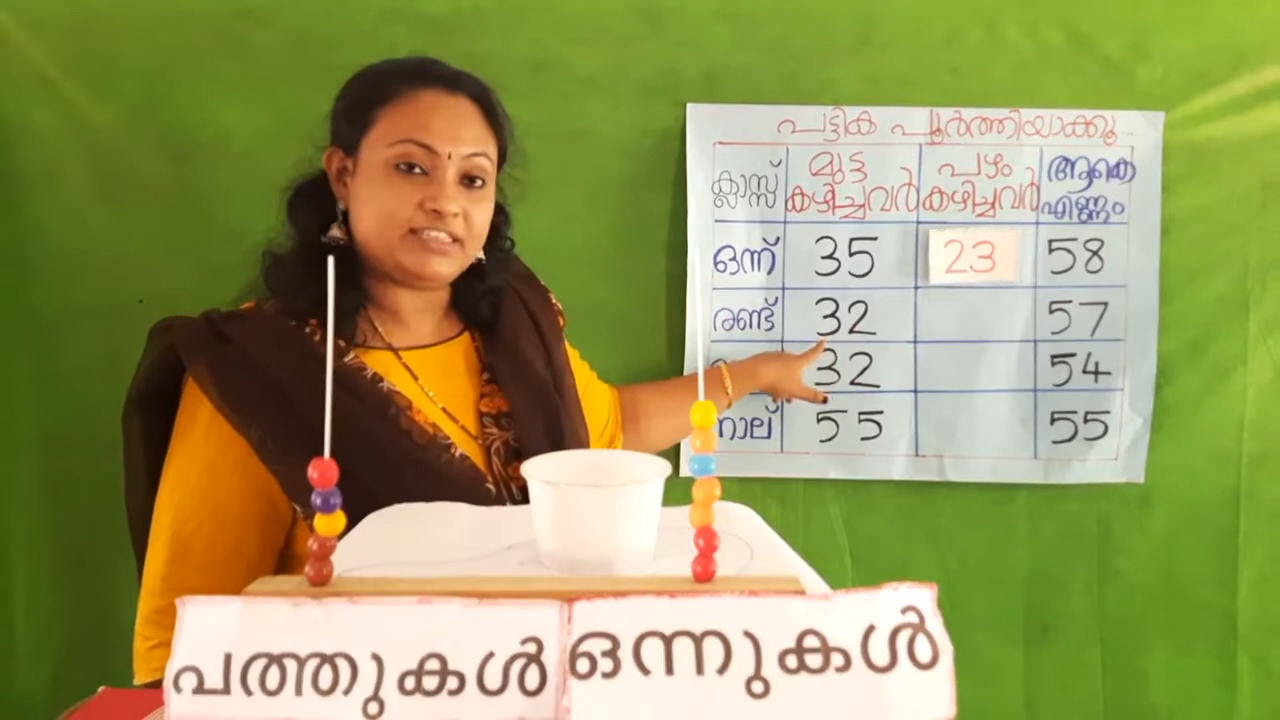 പട്ടിക പൂർത്തിയാക്കൂ
ക്ലാസ്സ് മുട്ട കഴിച്ചവർ പഴം കഴിച്ചവർ ആകെ എണ്ണം
ഒന്ന് 35 23 58
രണ്ട് 32 57
32 54
നാല് 55 55
പത്തുകൾ ഒന്നുകൾ